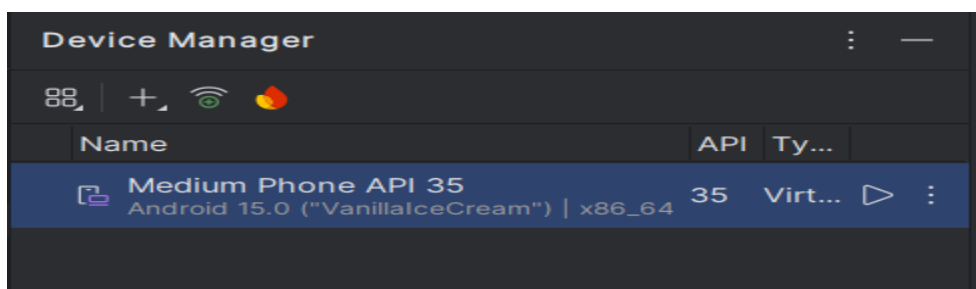 Device Manager
Name API Ty...
Medium Phone API 35 35 Virt...
Android 15.0 ("VanillaIceCream") | x86_64